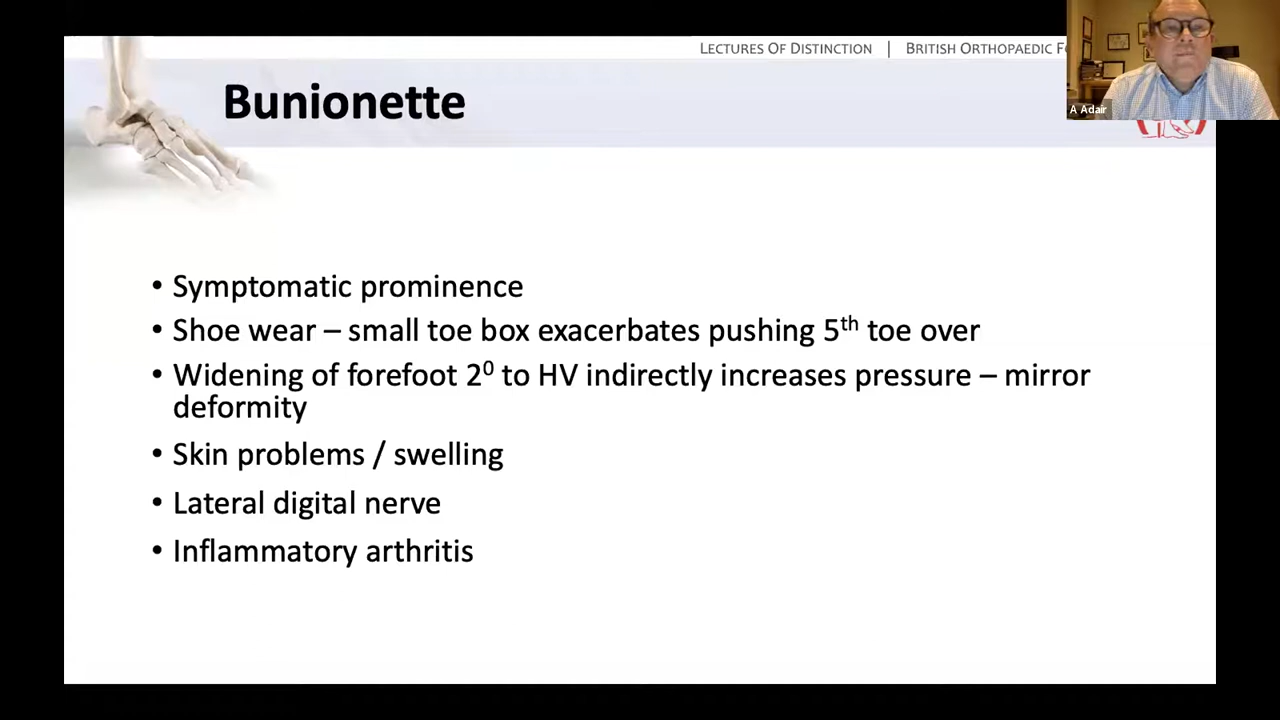 LECTURES OF DISTINCTION | BRITISH ORTHOPAEDIC
Bunionette
A Adair
• Symptomatic prominence
• Shoe wear – small toe box exacerbates pushing 5th toe over
• Widening of forefoot 2⁰ to HV indirectly increases pressure – mirror
deformity
• Skin problems / swelling
• Lateral digital nerve
• Inflammatory arthritis